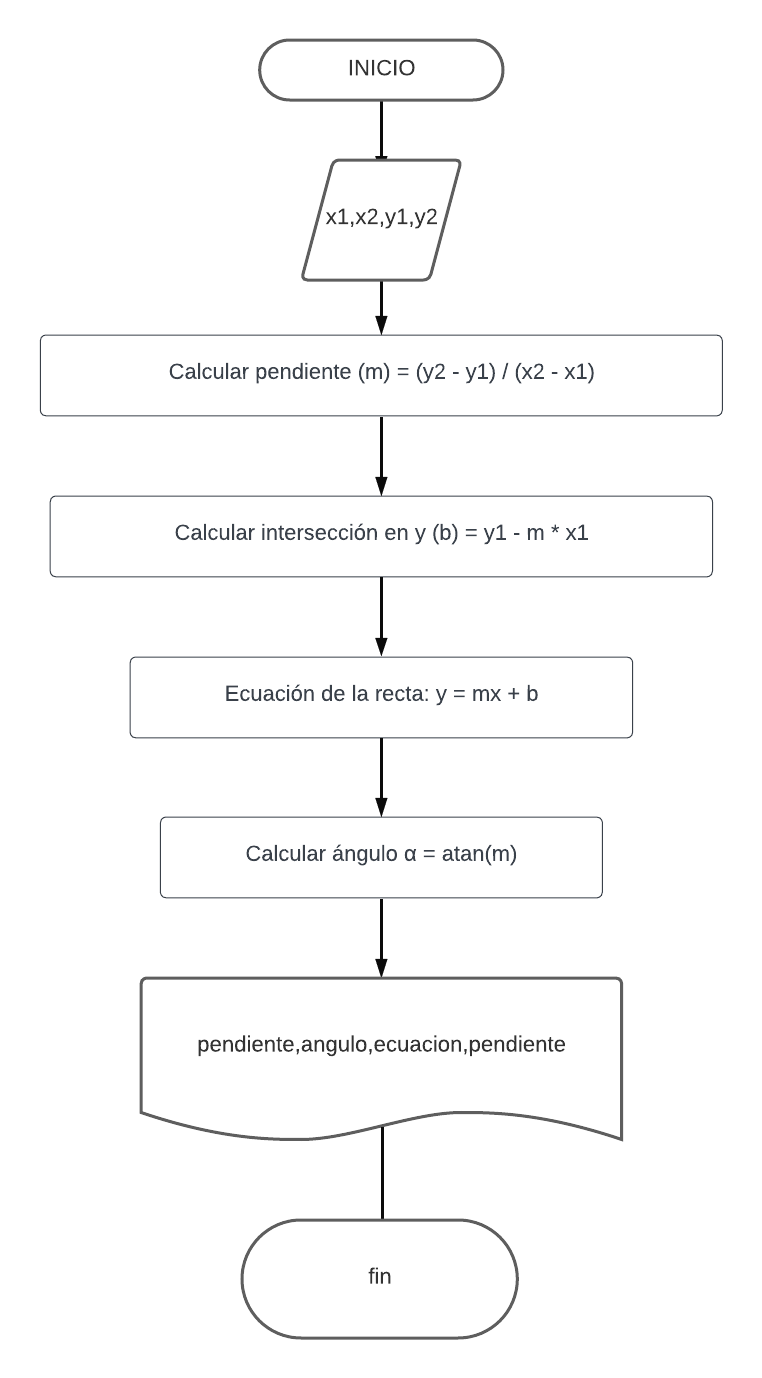 INICIO
x1,x2,y1,y2
Calcular pendiente (m) = (y2 - y1) / (x2 - x1)
Calcular intersección en y (b) = y1 - m * x1
Ecuación de la recta: y = mx + b
Calcular ángulo α = atan(m)
pendiente,angulo,ecuacion,pendiente
fin